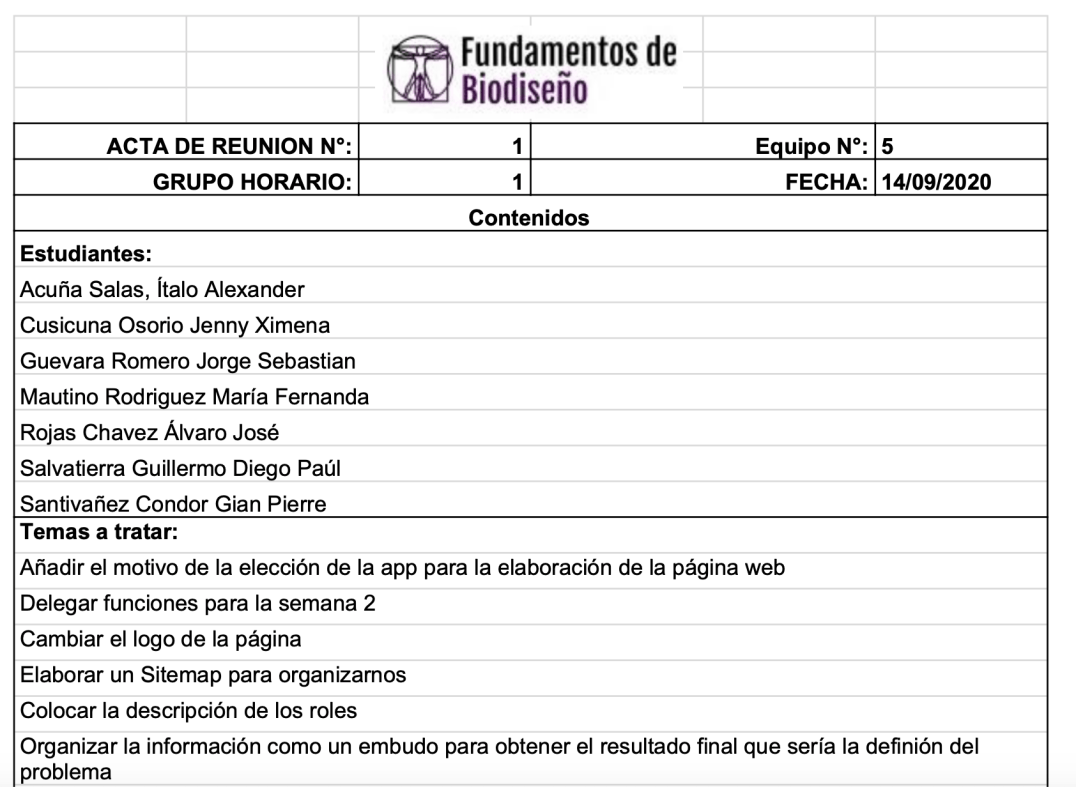 Fundamentos de
Biodiseño
ACTA DE REUNION N°: 1 Equipo N°: 5
GRUPO HORARIO: 1 FECHA: 14/09/2020
Contenidos
Estudiantes:
Acuña Salas, Ítalo Alexander
Cusicuna Osorio Jenny Ximena
Guevara Romero Jorge Sebastian
Mautino Rodriguez María Fernanda
Rojas Chavez Álvaro José
Salvatierra Guillermo Diego Paúl
Santivañez Condor Gian Pierre
Temas a tratar:
Añadir el motivo de la elección de la app para la elaboración de la página web
Delegar funciones para la semana 2
Cambiar el logo de la página
Elaborar un Sitemap para organizarnos
Colocar la descripción de los roles
Organizar la información como un embudo para obtener el resultado final que sería la definión del
problema